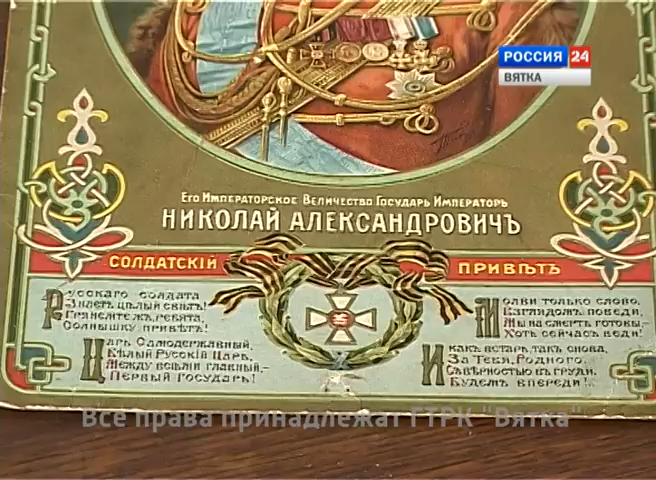 РОССИЯ 24
ВЯТКА
Его Императорское Величество Государь Императоръ
НИКОЛАЙ АЛЕКСАНДРОВИЧЪ
СОЛДАТСКІЙ ПРИВѢТЪ
Русскаго солдата
Знаетъ цѣлый свѣтъ!
Грянемте жъ, ребята,
Солнышку привѣтъ!
Царь Самодержавный,
Бѣлый Русскій Царь,
Между всѣми главный,-
Первый Государь!
Молви только слово,
Взглядомъ поведи,
Мы на смерть готовы,-
Хоть сейчасъ веди!
И какъ встарь, такъ снова,
За Тебя, Родного
Съ вѣрностью въ груди,
Будемъ впереди!
Все права принадлежат ГТРК "Вятка"